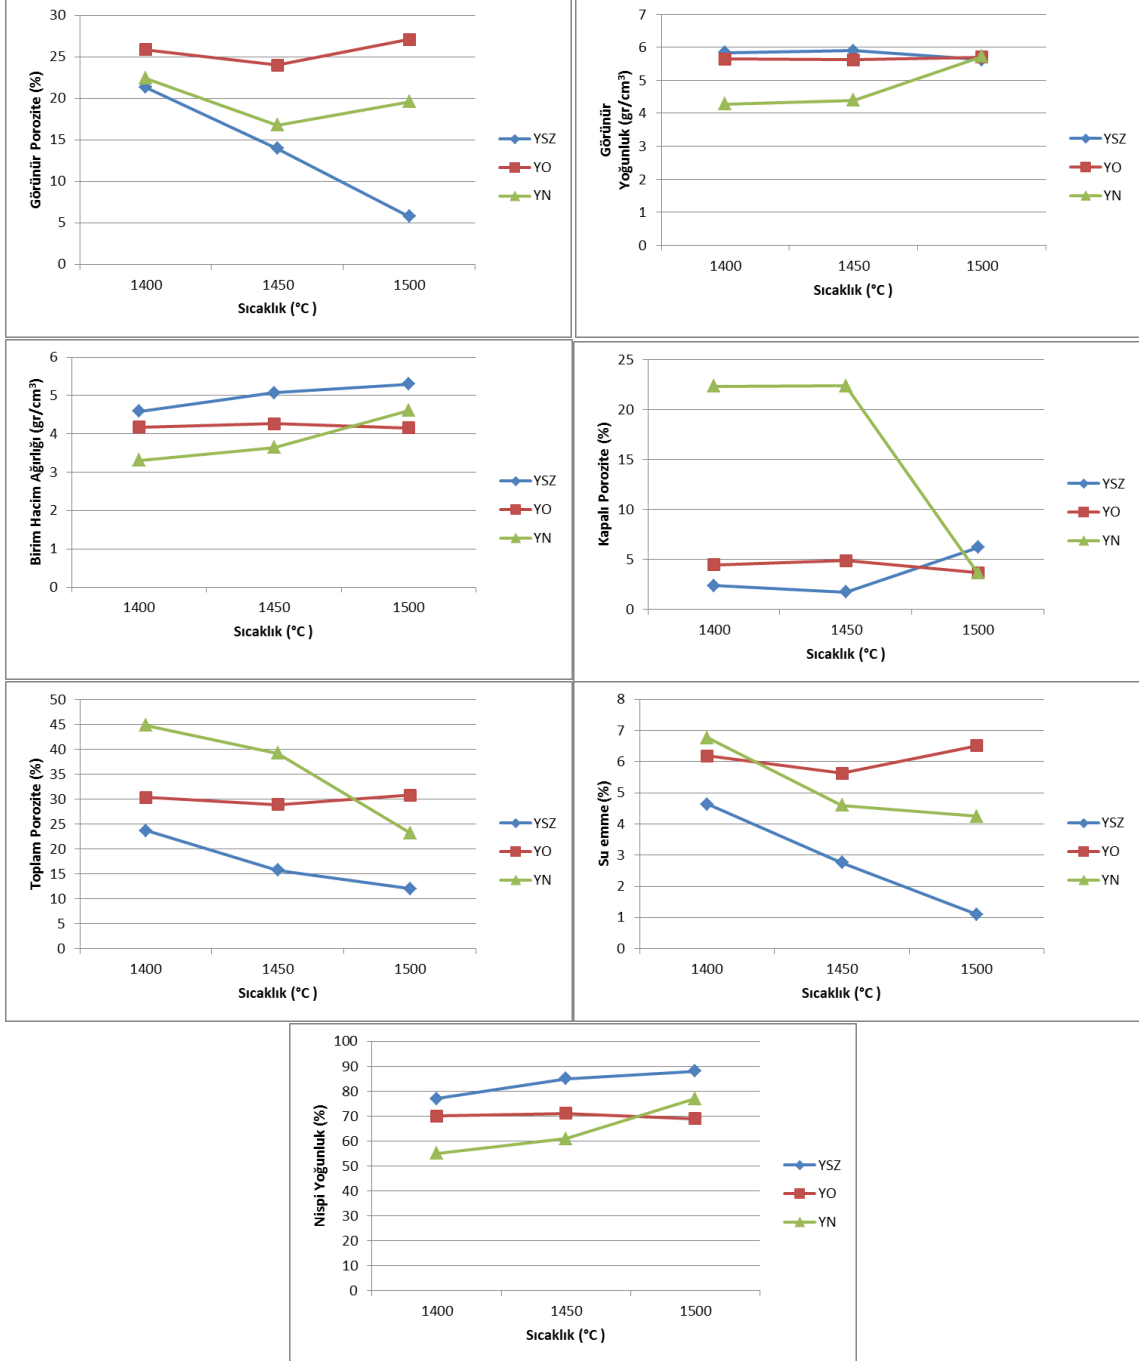 30
25
20
15
10
5
0
Görünür Porozite (%)
1400 1450 1500
Sıcaklık (°C )
YSZ
YO
YN
7
6
5
4
3
2
1
0
Görünür
Yoğunluk (gr/cm³)
1400 1450 1500
Sıcaklık (°C )
YSZ
YO
YN
6
5
4
3
2
1
0
Birim Hacim Ağırlığı (gr/cm³)
1400 1450 1500
Sıcaklık (°C )
YSZ
YO
YN
25
20
15
10
5
0
Kapalı Porozite (%)
1400 1450 1500
Sıcaklık (°C )
YSZ
YO
YN
50
45
40
35
30
25
20
15
10
5
0
Toplam Porozite (%)
1400 1450 1500
Sıcaklık (°C )
YSZ
YO
YN
8
7
6
5
4
3
2
1
0
Su emme (%)
1400 1450 1500
Sıcaklık (°C )
YSZ
YO
YN
100
90
80
70
60
50
40
30
20
10
0
Nispi Yoğunluk (%)
1400 1450 1500
Sıcaklık (°C )
YSZ
YO
YN